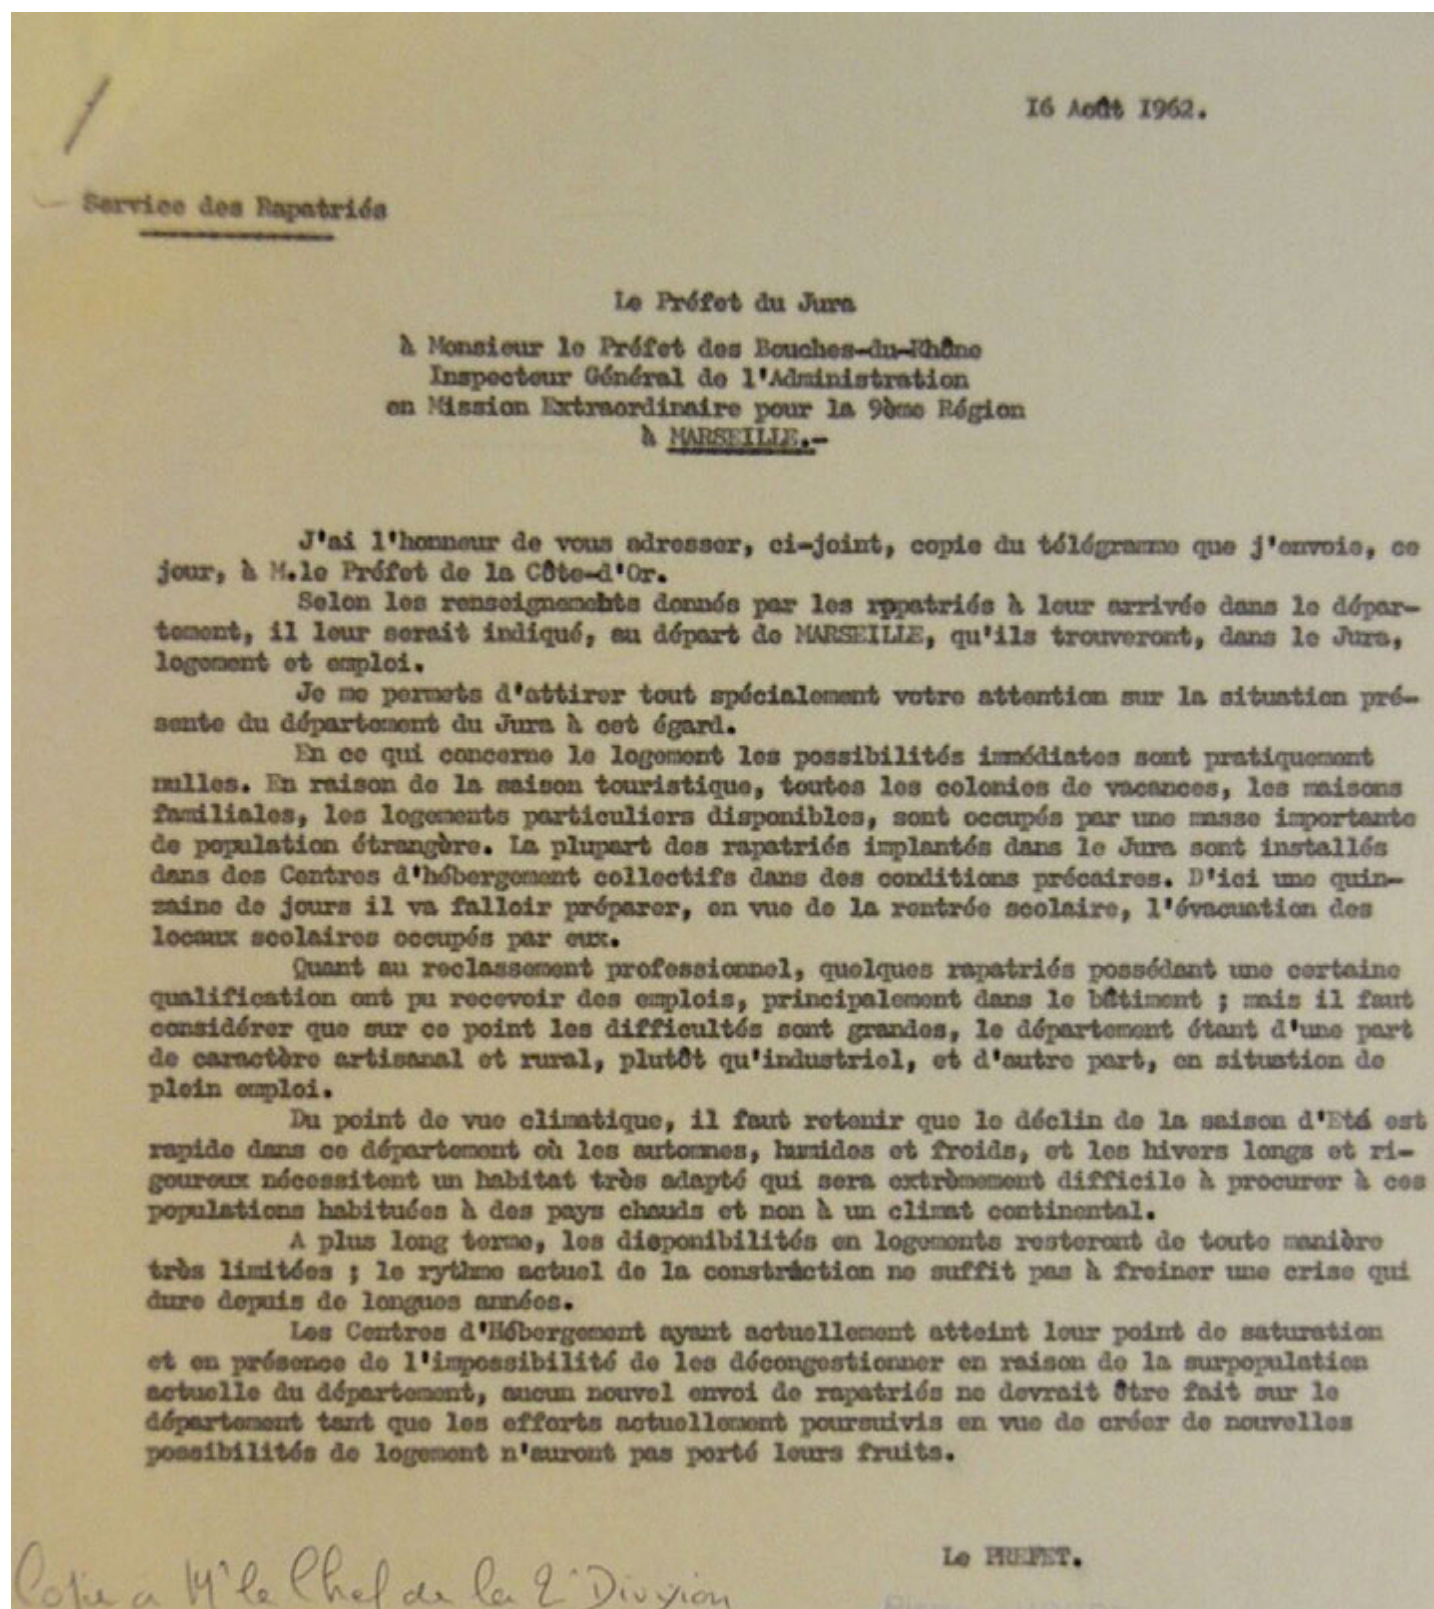 16 Août 1962.
Service des Rapatriés
Le Préfet du Jura
à Monsieur le Préfet des Bouches-du-Rhône
Inspecteur Général de l'Administration
en Mission Extraordinaire pour la 9ème Région
à MARSEILLE.-
J'ai l'honneur de vous adresser, ci-joint, copie du télégramme que j'envoie, ce
jour, à M.le Préfet de la Côte-d'Or.
Selon les renseignements donnés par les rppatriés à leur arrivée dans le dépar-
tement, il leur serait indiqué, au départ de MARSEILLE, qu'ils trouveront, dans le Jura,
logement et emploi.
Je me permets d'attirer tout spécialement votre attention sur la situation pré-
sente du département du Jura à cet égard.
En ce qui concerne le logement les possibilités immédiates sont pratiquement
nulles. En raison de la saison touristique, toutes les colonies de vacances, les maisons
familiales, les logements particuliers disponibles, sont occupés par une masse importante
de population étrangère. La plupart des rapatriés implantés dans le Jura sont installés
dans des Centres d'hébergement collectifs dans des conditions précaires. D'ici une quin-
zaine de jours il va falloir préparer, en vue de la rentrée scolaire, l'évacuation des
locaux scolaires occupés par eux.
Quant au reclassement professionnel, quelques rapatriés possédant une certaine
qualification ont pu recevoir des emplois, principalement dans le bâtiment ; mais il faut
considérer que sur ce point les difficultés sont grandes, le département étant d'une part
de caractère artisanal et rural, plutôt qu'industriel, et d'autre part, en situation de
plein emploi.
Du point de vue climatique, il faut retenir que le déclin de la saison d'Eté est
rapide dans ce département où les automnes, humides et froids, et les hivers longs et ri-
goureux nécessitent un habitat très adapté qui sera extrèmement difficile à procurer à ces
populations habituées à des pays chauds et non à un climat continental.
A plus long terme, les disponibilités en logements resteront de toute manière
très limitées ; le rythme actuel de la construction ne suffit pas à freiner une crise qui
dure depuis de longues années.
Les Centres d'Hébergement ayant actuellement atteint leur point de saturation
et en présence de l'impossibilité de les décongestionner en raison de la surpopulation
actuelle du département, aucun nouvel envoi de rapatriés ne devrait être fait sur le
département tant que les efforts actuellement poursuivis en vue de créer de nouvelles
possibilités de logement n'auront pas porté leurs fruits.
Le PREFET.
Copie a Mr le Chef de la 2e Division